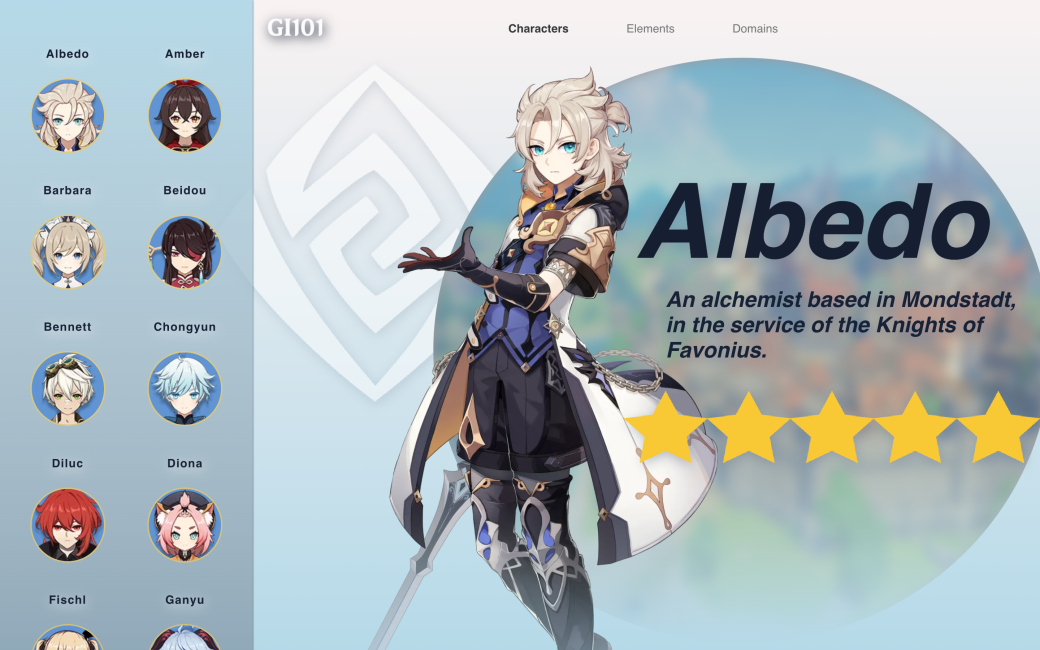 GI101
Characters
Elements
Domains
Albedo
Amber
Barbara
Beidou
Bennett
Chongyun
Diluc
Diona
Fischl
Ganyu
Albedo
An alchemist based in Mondstadt,
in the service of the Knights of
Favonius.